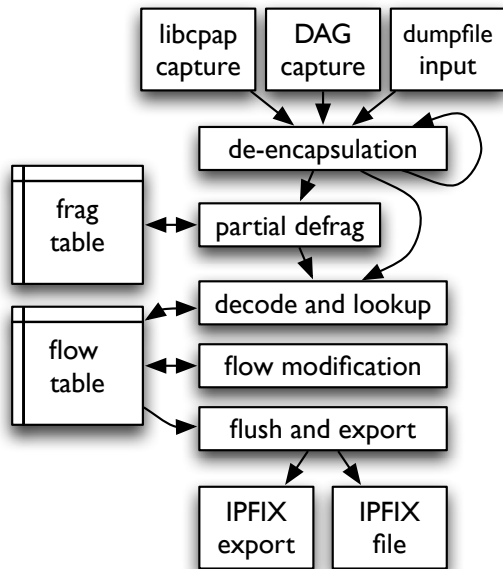 libcpap
capture
DAG
capture
dumpfile
input
de-encapsulation
frag
table
partial defrag
decode and lookup
flow
table
flow modification
flush and export
IPFIX
export
IPFIX
file